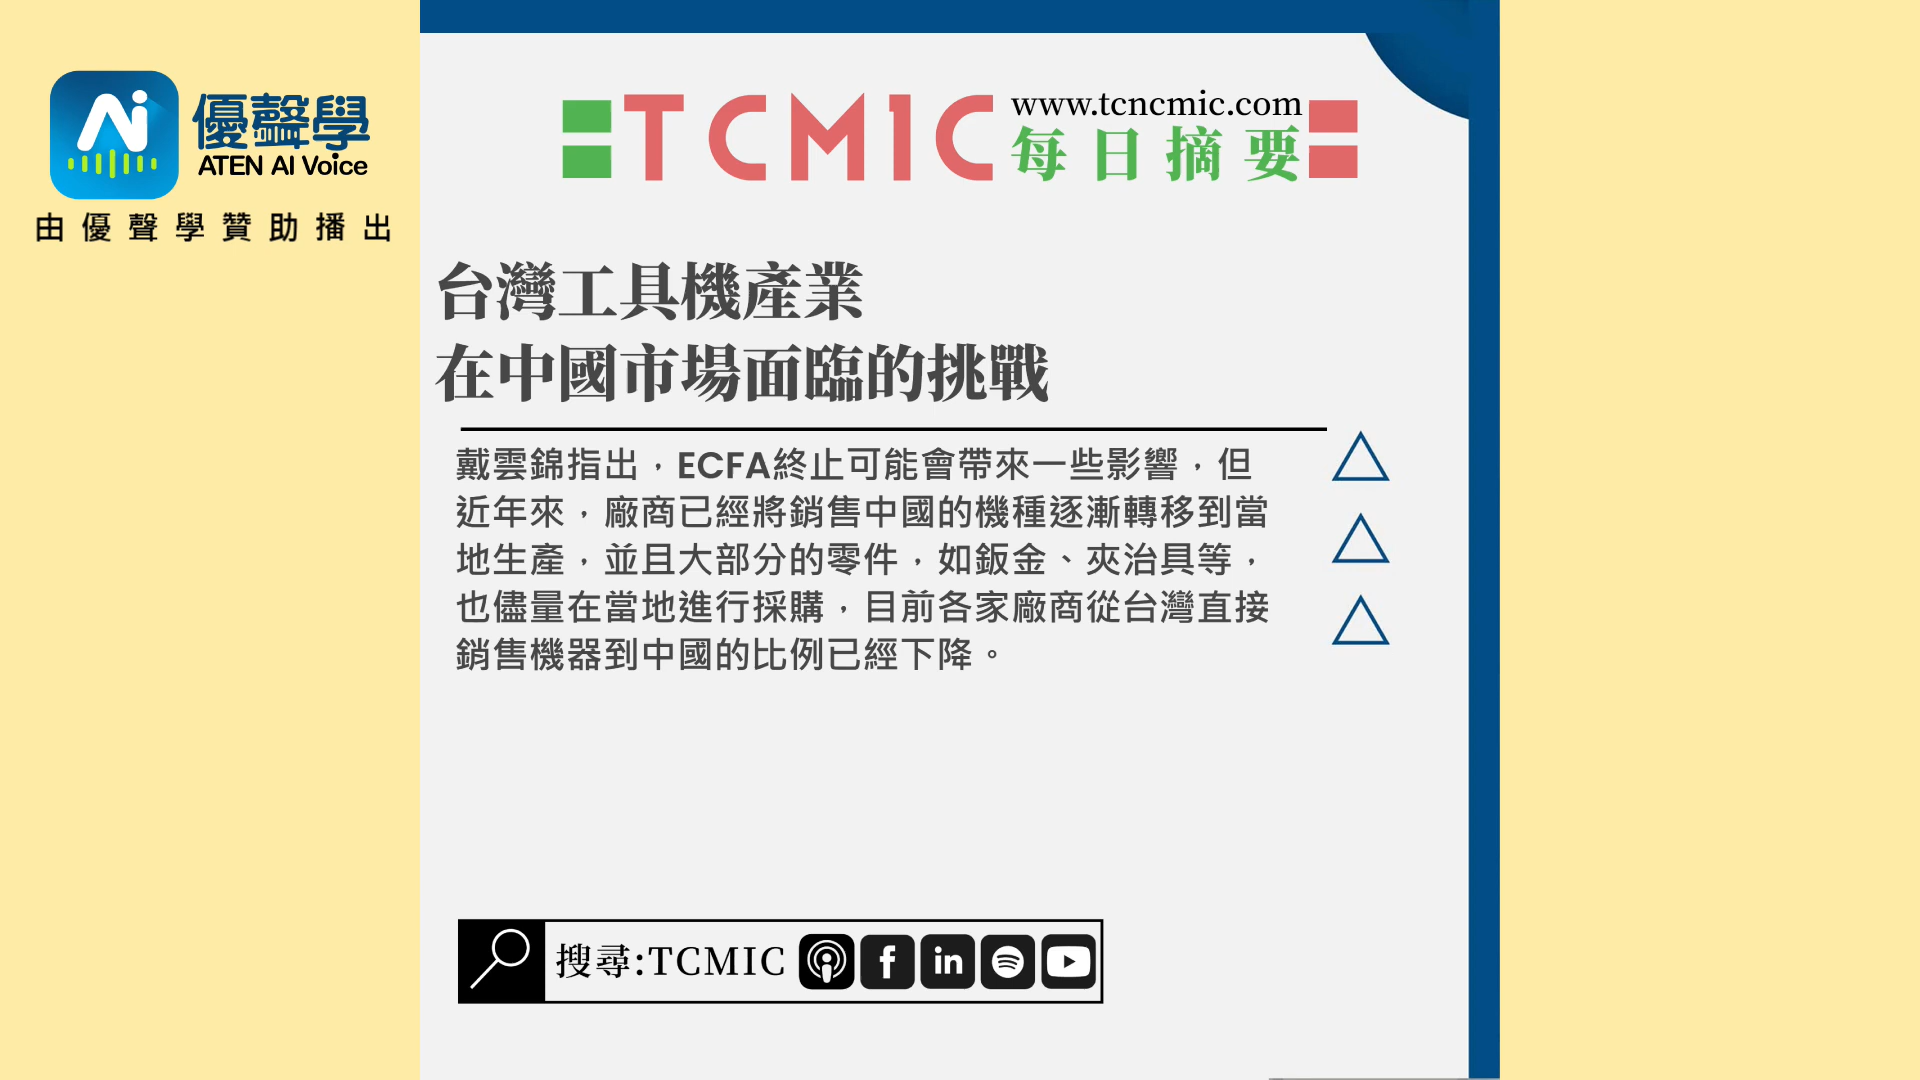 Ai 優聲學
ATEN AI Voice
由優聲學贊助播出
TCMIC www.tcncmic.com
每日摘要
台灣工具機產業
在中國市場面臨的挑戰
戴雲錦指出，ECFA終止可能會帶來一些影響，但
近年來，廠商已經將銷售中國的機種逐漸轉移到當
地生產，並且大部分的零件，如鈑金、夾治具等，
也儘量在當地進行採購，目前各家廠商從台灣直接
銷售機器到中國的比例已經下降。
搜尋:TCMIC